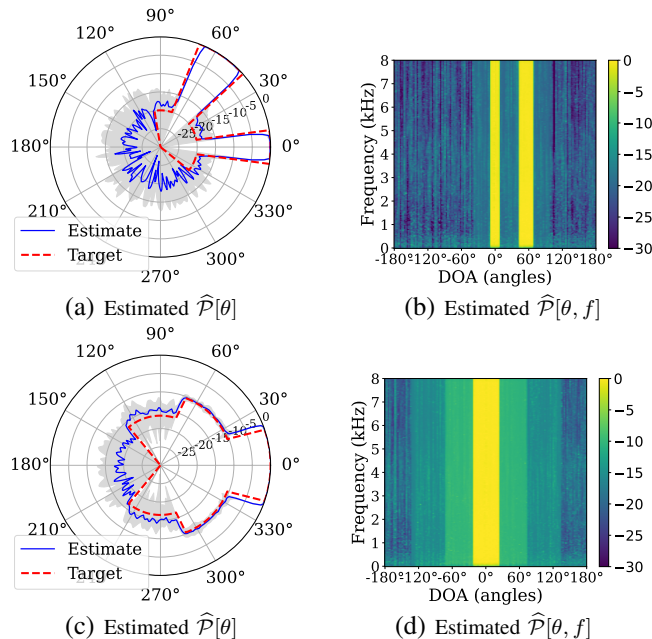 90°
120° 60°
150° 30°
180° 0°
210° 330°
240° 300°
270°
-25 -20 -15 -10 -5 0
Estimate
Target
(a) Estimated P̂[θ]
Frequency (kHz)
8
7
6
5
4
3
2
1
0
-180° -120° -60° 0° 60° 120° 180°
DOA (angles)
0
−5
−10
−15
−20
−25
−30
(b) Estimated P̂[θ, f]
90°
120° 60°
150° 30°
180° 0°
210° 330°
240° 300°
270°
-25 -20 -15 -10 -5 0
Estimate
Target
(c) Estimated P̂[θ]
Frequency (kHz)
8
7
6
5
4
3
2
1
0
-180° -120° -60° 0° 60° 120° 180°
DOA (angles)
0
−5
−10
−15
−20
−25
−30
(d) Estimated P̂[θ, f]